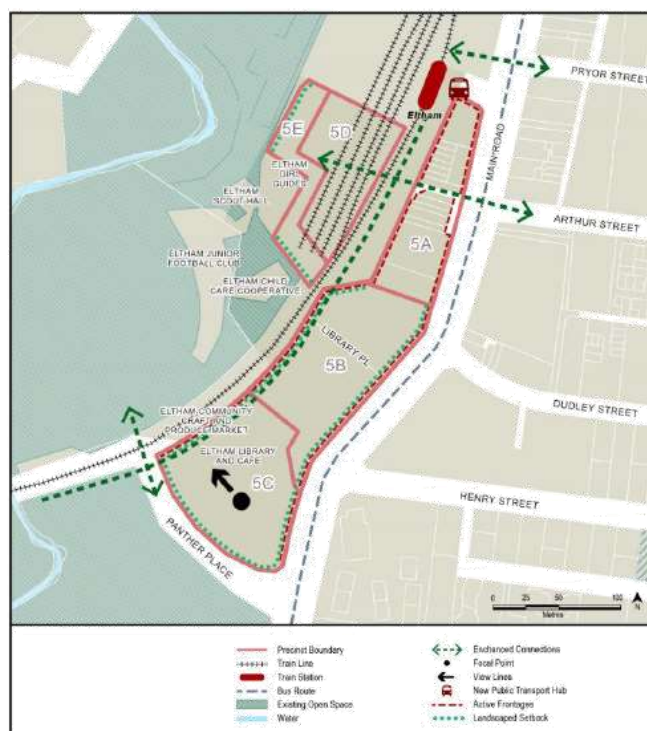 PRYOR STREET
Eltham
MAIN ROAD
5E
5D
ELTHAM
GIRL
GUIDES
ELTHAM
SCOUT HALL
ARTHUR STREET
5A
ELTHAM JUNIOR
FOOTBALL CLUB
ELTHAM CHILD
CARE COOPERATIVE
LIBRARY PL
5B
DUDLEY STREET
ELTHAM COMMUNITY
CRAFT AND
PRODUCE MARKET
ELTHAM LIBRARY
AND CAFE
5C
HENRY STREET
PANTHER PLACE
0 25 50 100
Metres
N
Precinct Boundary
Train Line
Train Station
Bus Route
Existing Open Space
Water
Enchanced Connections
Focal Point
View Lines
New Public Transport Hub
Active Frontages
Landscaped Setback